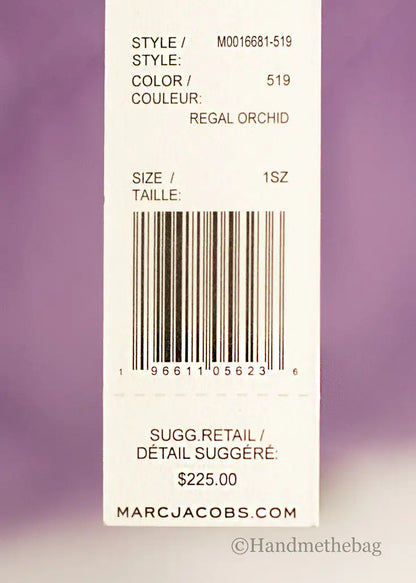 STYLE / M0016681-519
STYLE:
COLOR / 519
COULEUR:
REGAL ORCHID
SIZE / 1SZ
TAILLE:
1 96611 05623 6
SUGG.RETAIL /
DÉTAIL SUGGÉRÉ:
$225.00
MARCJACOBS.COM
©Handmethebag